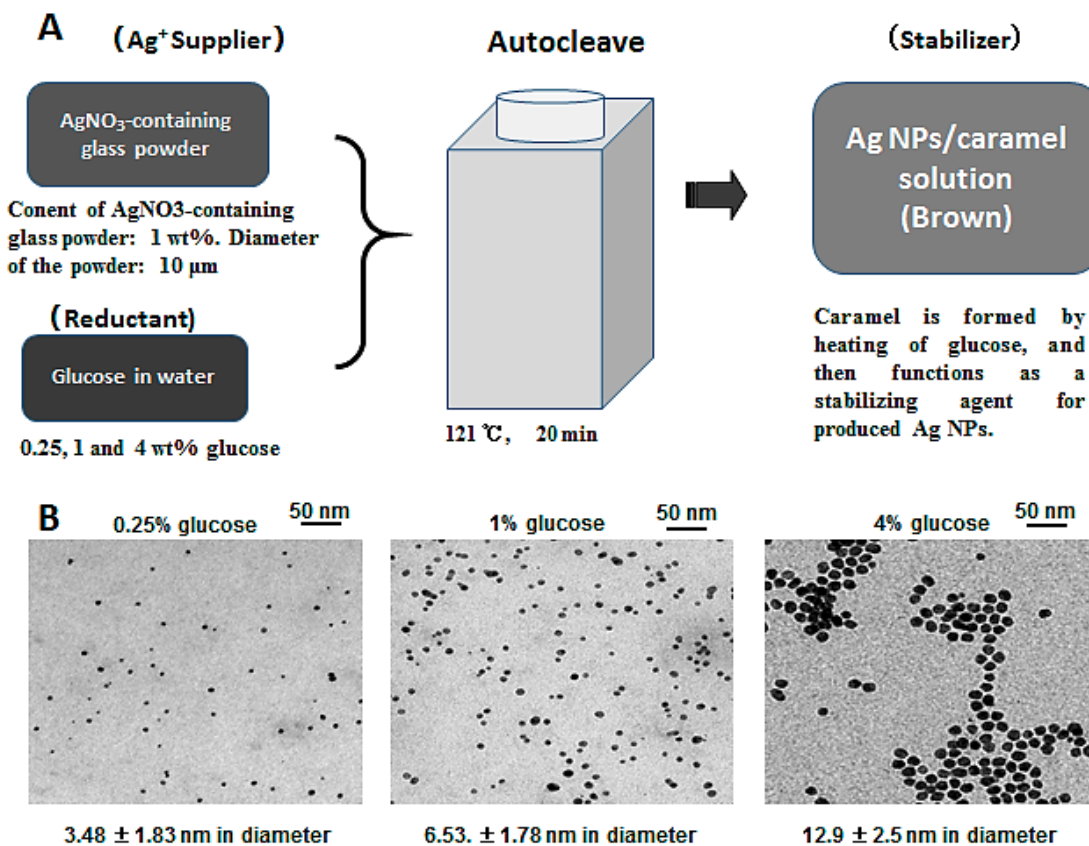 A
(Ag⁺Supplier)
Autocleave
(Stabilizer)
AgNO₃-containing
glass powder
Conent of AgNO3-containing
glass powder: 1 wt%. Diameter
of the powder: 10 μm
(Reductant)
Glucose in water
0.25, 1 and 4 wt% glucose
121 ℃, 20 min
Ag NPs/caramel
solution
(Brown)
Caramel is formed by
heating of glucose, and
then functions as a
stabilizing agent for
produced Ag NPs.
B
0.25% glucose
50 nm
1% glucose
50 nm
4% glucose
50 nm
3.48 ± 1.83 nm in diameter
6.53. ± 1.78 nm in diameter
12.9 ± 2.5 nm in diameter